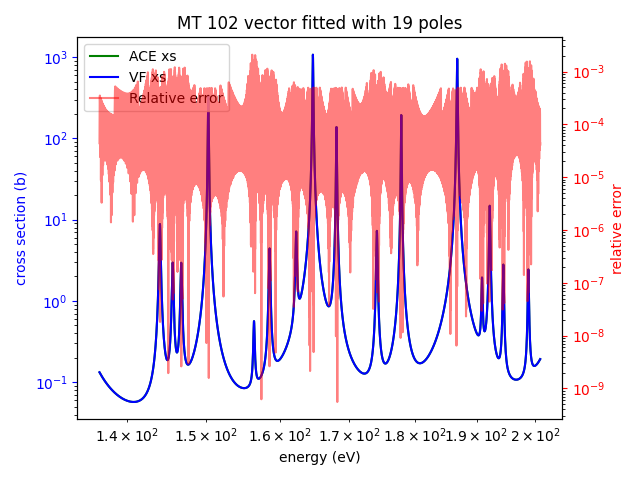 MT 102 vector fitted with 19 poles
ACE xs
VF xs
Relative error
cross section (b)
10³
10²
10¹
10⁰
10⁻¹
10⁻³
10⁻⁴
10⁻⁵
10⁻⁶
10⁻⁷
10⁻⁸
10⁻⁹
relative error
1.4 × 10² 1.5 × 10² 1.6 × 10² 1.7 × 10² 1.8 × 10² 1.9 × 10² 2 × 10²
energy (eV)